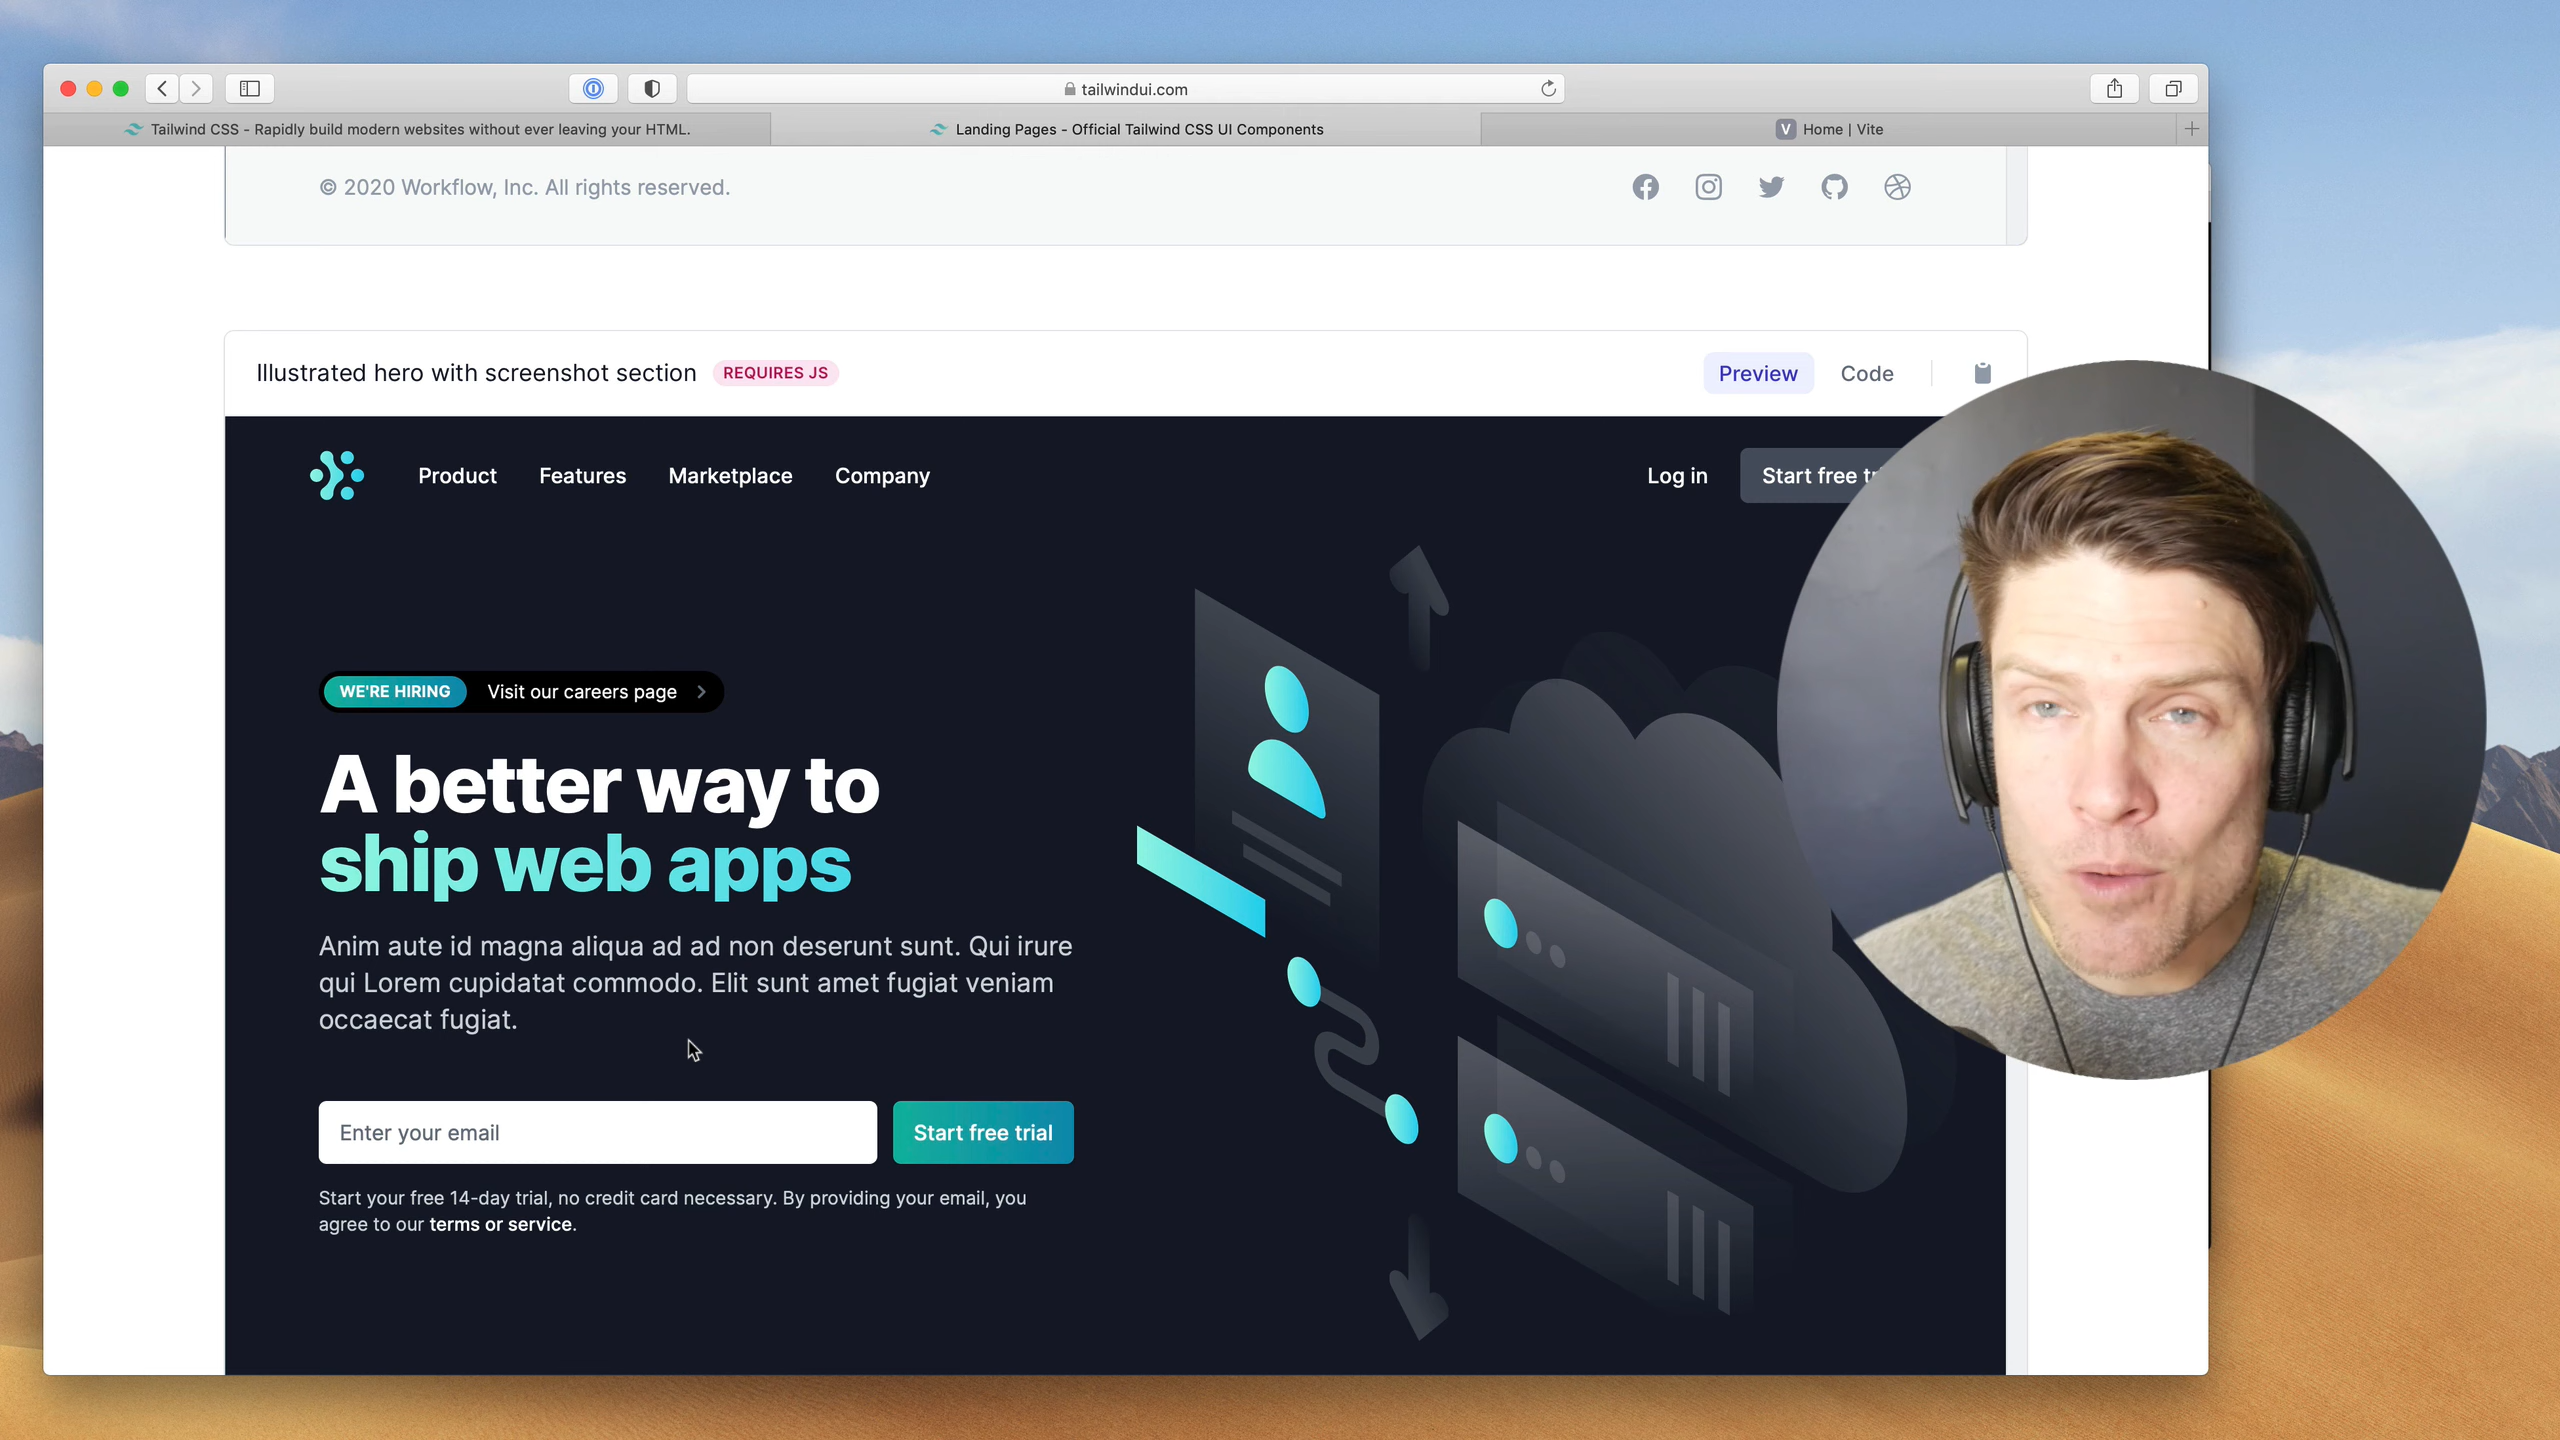 tailwindui.com
Tailwind CSS - Rapidly build modern websites without ever leaving your HTML.
Landing Pages - Official Tailwind CSS UI Components
V Home | Vite
© 2020 Workflow, Inc. All rights reserved.
Illustrated hero with screenshot section REQUIRES JS
Preview Code
Product Features Marketplace Company
Log in Start free
WE'RE HIRING Visit our careers page
A better way to
ship web apps
Anim aute id magna aliqua ad ad non deserunt sunt. Qui irure
qui Lorem cupidatat commodo. Elit sunt amet fugiat veniam
occaecat fugiat.
Enter your email Start free trial
Start your free 14-day trial, no credit card necessary. By providing your email, you
agree to our terms or service.